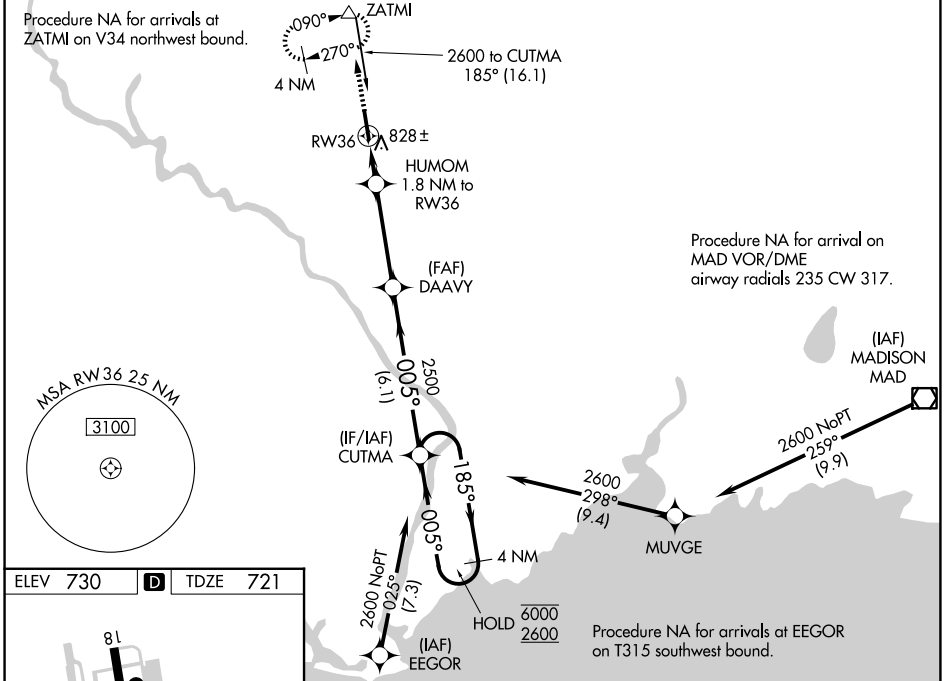 Procedure NA for arrivals at
ZATMI on V34 northwest bound.
ZATMI
090°
270°
4 NM
2600 to CUTMA
185° (16.1)
RW36
828±
HUMOM
1.8 NM to
RW36
Procedure NA for arrival on
MAD VOR/DME
airway radials 235 CW 317.
(FAF)
DAAVY
(IAF)
MADISON
MAD
2500
005°
(6.1)
MSA RW36 25 NM
3100
(IF/IAF)
CUTMA
2600 NoPT
259°
(9.9)
185°
005°
2600
298°
(9.4)
MUVGE
4 NM
2600 NoPT
025°
(7.3)
HOLD
6000
2600
(IAF)
EEGOR
Procedure NA for arrivals at EEGOR
on T315 southwest bound.
ELEV 730
D
TDZE 721
18